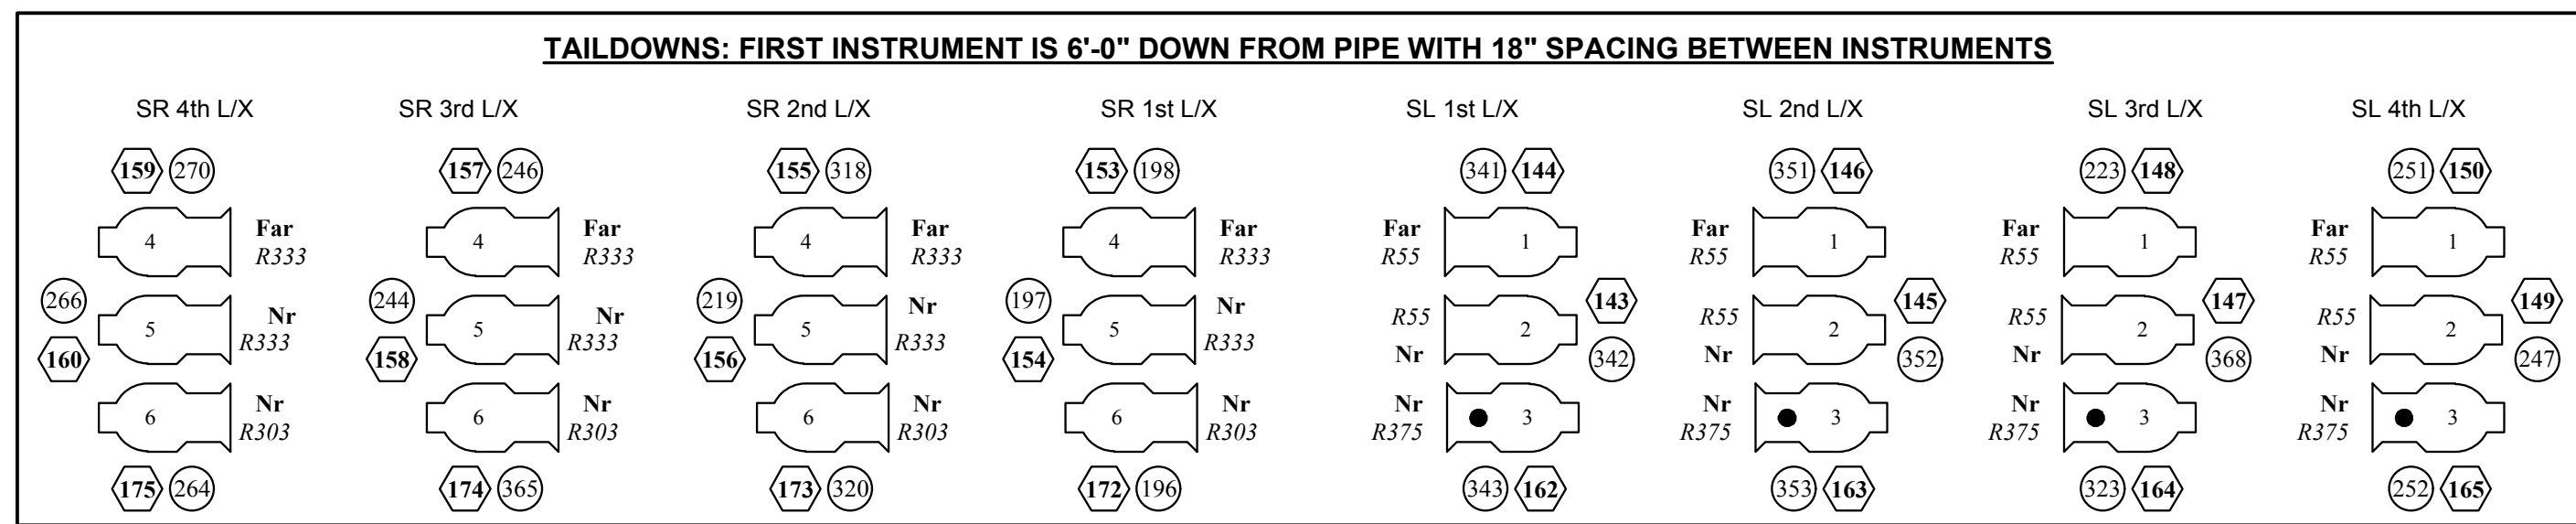 TAILDOWNS: FIRST INSTRUMENT IS 6'-0" DOWN FROM PIPE WITH 18" SPACING BETWEEN INSTRUMENTS
SR 4th L/X SR 3rd L/X SR 2nd L/X SR 1st L/X SL 1st L/X SL 2nd L/X SL 3rd L/X SL 4th L/X
159 270 157 246 155 318 153 198 341 144 351 146 223 148 251 150
Far Far Far Far Far Far Far Far
4 4 4 4 1 1 1 1
R333 R333 R333 R333 R55 R55 R55 R55
266 244 219 197 143 145 147 149
Nr Nr Nr Nr R55 R55 R55 R55
5 5 5 5 2 2 2 2
R333 R333 R333 R333 Nr Nr Nr Nr
160 158 156 154 342 352 368 247
Nr Nr Nr Nr Nr Nr Nr Nr
6 6 6 6 3 3 3 3
R303 R303 R303 R303 R375 R375 R375 R375
175 264 174 365 173 320 172 196 343 162 353 163 323 164 252 165